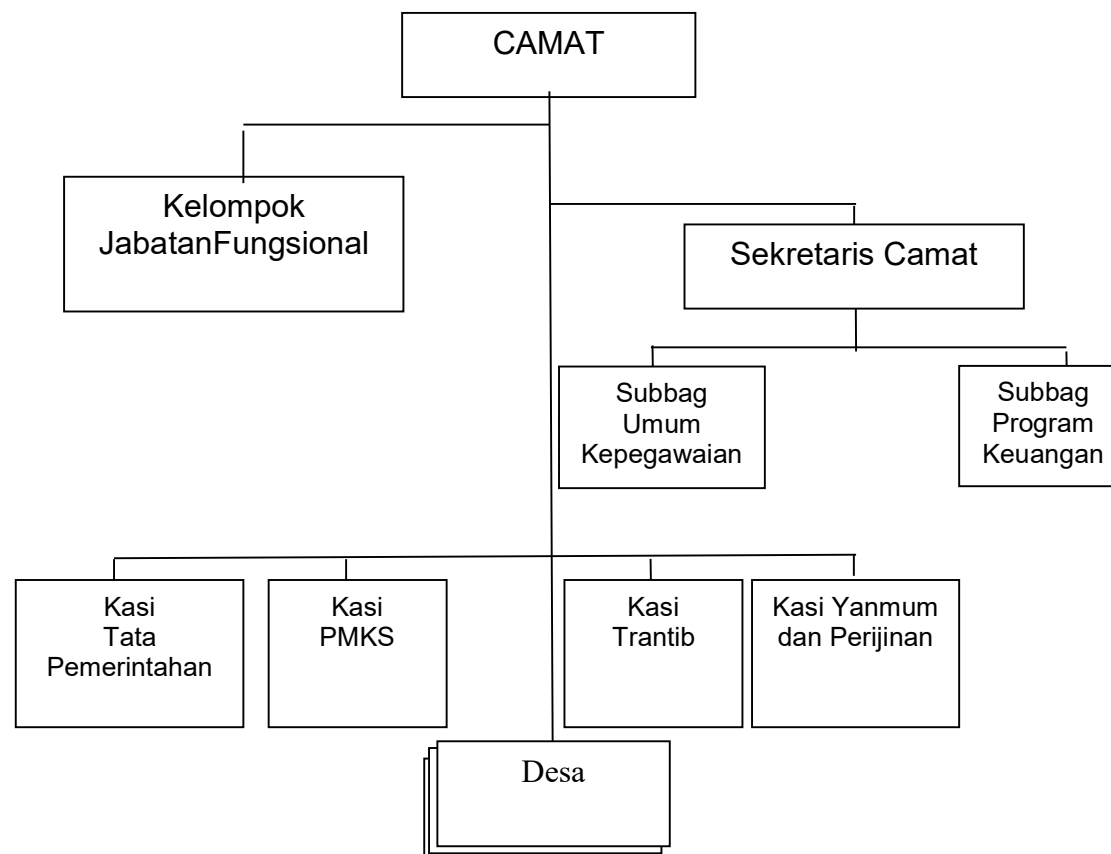 CAMAT
Kelompok
JabatanFungsional
Sekretaris Camat
Subbag
Umum
Kepegawaian
Subbag
Program
Keuangan
Kasi
Tata
Pemerintahan
Kasi
PMKS
Kasi
Trantib
Kasi Yanmum
dan Perijinan
Desa